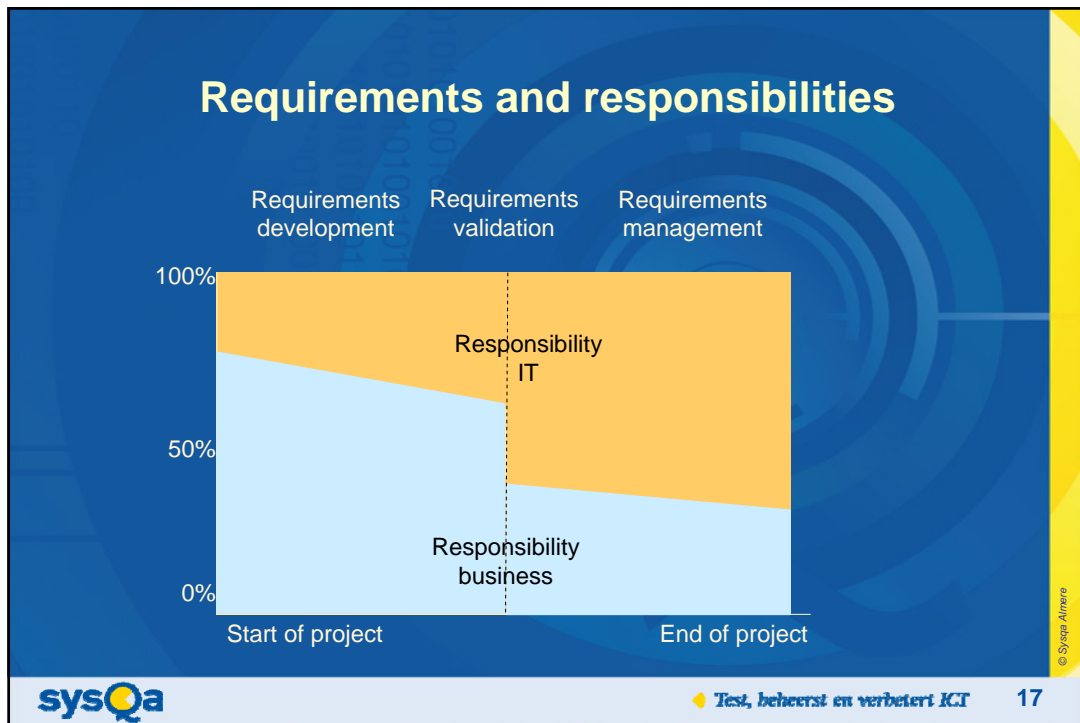 Requirements and responsibilities
Requirements
development
Requirements
validation
Requirements
management
100%
Responsibility
IT
50%
Responsibility
business
0%
Start of project
End of project
© Sysqa Almere
sysQa
Test, beheerst en verbetert ICT
17